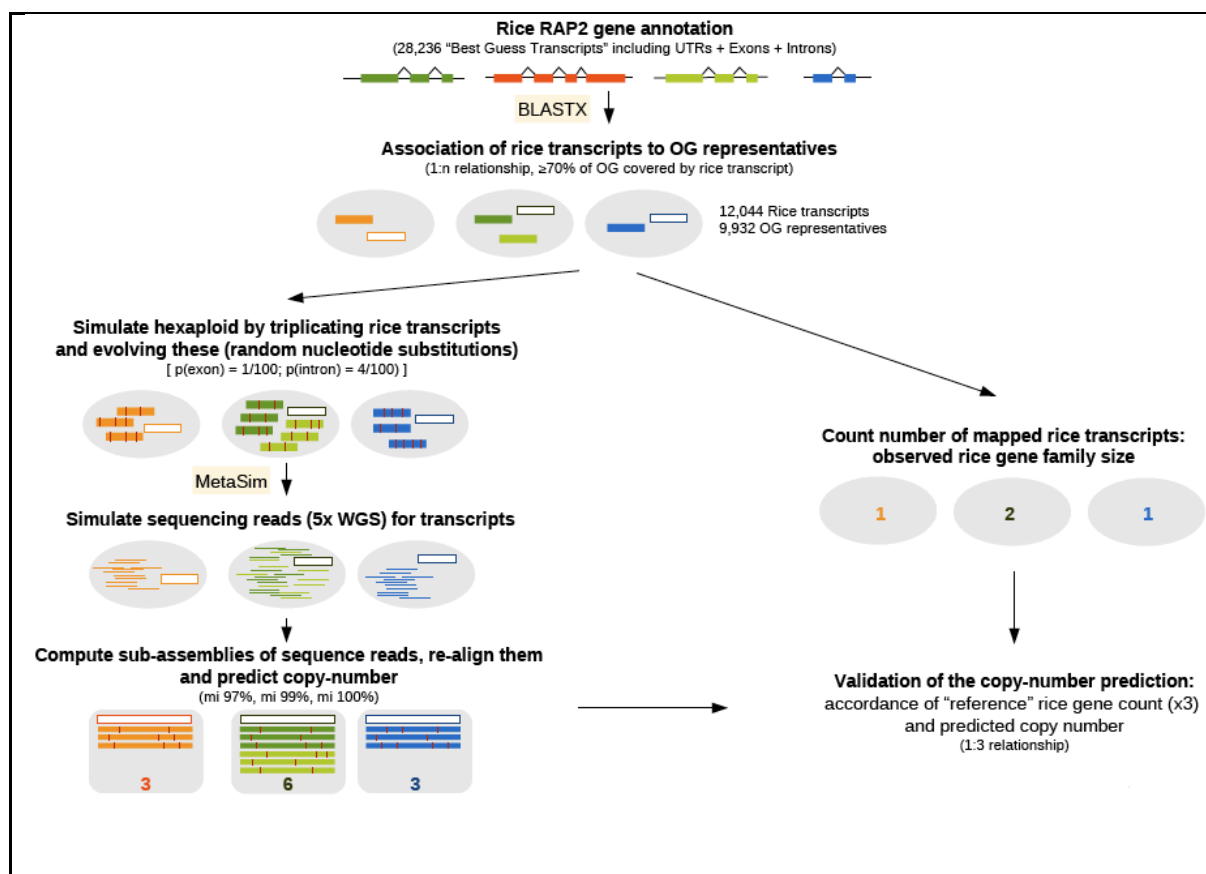 Rice RAP2 gene annotation
(28,236 “Best Guess Transcripts” including UTRs + Exons + Introns)
BLASTX
Association of rice transcripts to OG representatives
(1:n relationship, ≥70% of OG covered by rice transcript)
12,044 Rice transcripts
9,932 OG representatives
Simulate hexaploid by triplicating rice transcripts
and evolving these (random nucleotide substitutions)
[ p(exon) = 1/100; p(intron) = 4/100) ]
MetaSim
Simulate sequencing reads (5x WGS) for transcripts
Compute sub-assemblies of sequence reads, re-align them
and predict copy-number
(mi 97%, mi 99%, mi 100%)
3 6 3
Count number of mapped rice transcripts:
observed rice gene family size
1 2 1
Validation of the copy-number prediction:
accordance of “reference” rice gene count (x3)
and predicted copy number
(1:3 relationship)